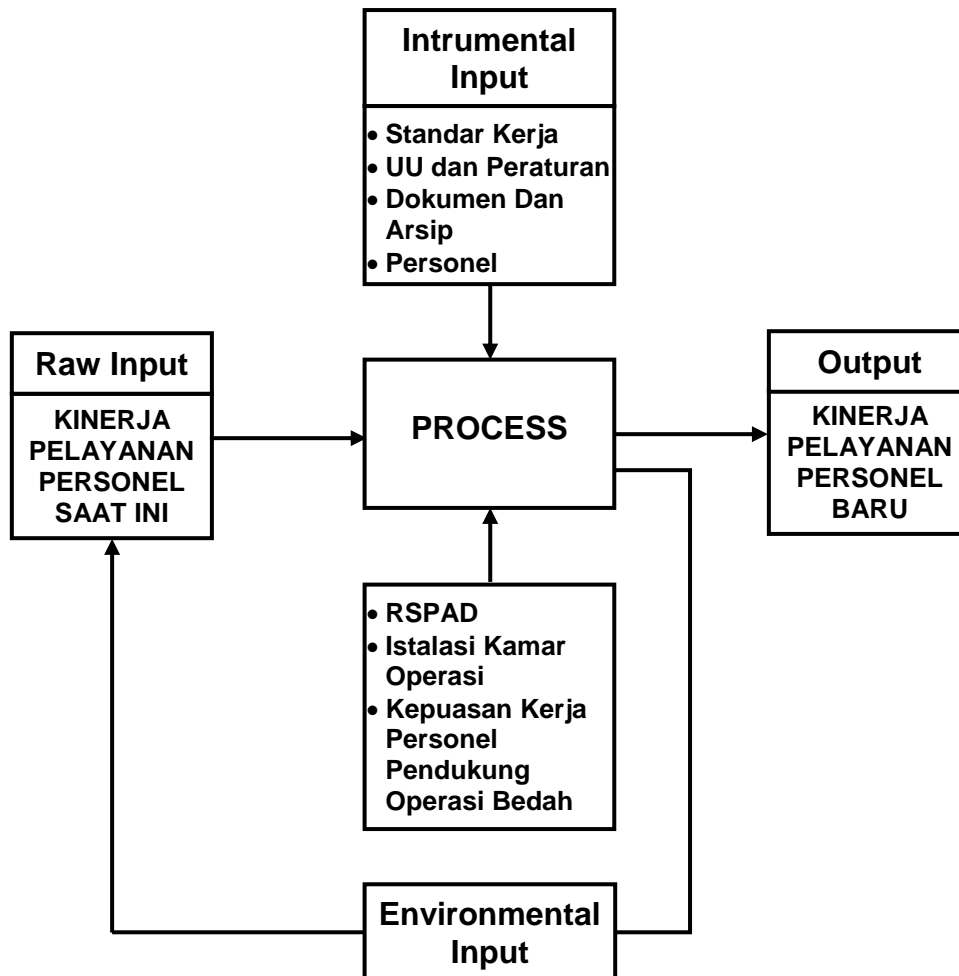 Intrumental
Input
• Standar Kerja
• UU dan Peraturan
• Dokumen Dan
Arsip
• Personel
Raw Input
KINERJA
PELAYANAN
PERSONEL
SAAT INI
PROCESS
Output
KINERJA
PELAYANAN
PERSONEL
BARU
• RSPAD
• Istalasi Kamar
Operasi
• Kepuasan Kerja
Personel
Pendukung
Operasi Bedah
Environmental
Input